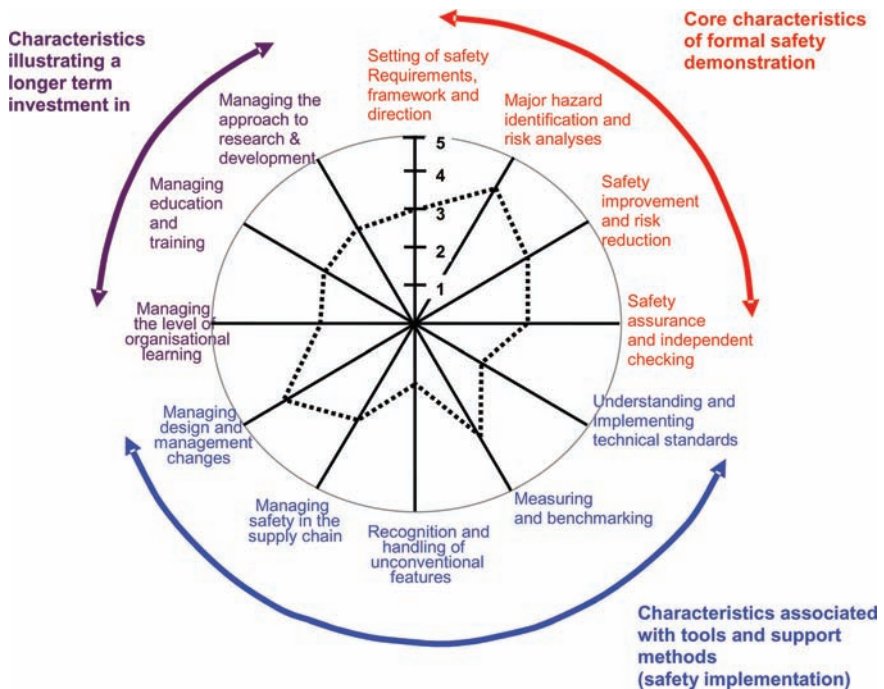 Characteristics
illustrating a
longer term
investment in
Core characteristics
of formal safety
demonstration
Setting of safety
Requirements,
framework and
direction
Major hazard
identification and
risk analyses
Safety
improvement
and risk
reduction
Safety
assurance
and independent
checking
Understanding and
implementing
technical standards
Measuring
and benchmarking
Recognition and
handling of
unconventional
features
Managing
safety in the
supply chain
Managing
design and
management
changes
Managing
the level of
organisational
learning
Managing
education
and
training
Managing the
approach to
research &
development
5
4
3
2
1
Characteristics associated
with tools and support
methods
(safety implementation)